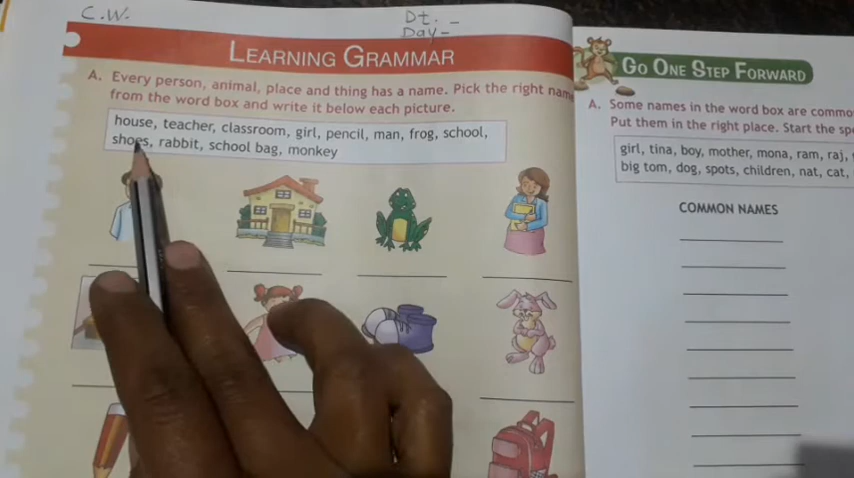 C.W.
Dt. -
Day -
LEARNING GRAMMAR
A. Every person, animal, place and thing has a name. Pick the right name
from the word box and write it below each picture.
house, teacher, classroom, girl, pencil, man, frog, school,
shoes, rabbit, school bag, monkey
GO ONE STEP FORWARD
A. Some names in the word box are commo
Put them in the right place. Start the spe
girl, tina, boy, mother, mona, ram, raj,
big tom, dog, spots, children, nat, cat,
COMMON NAMES